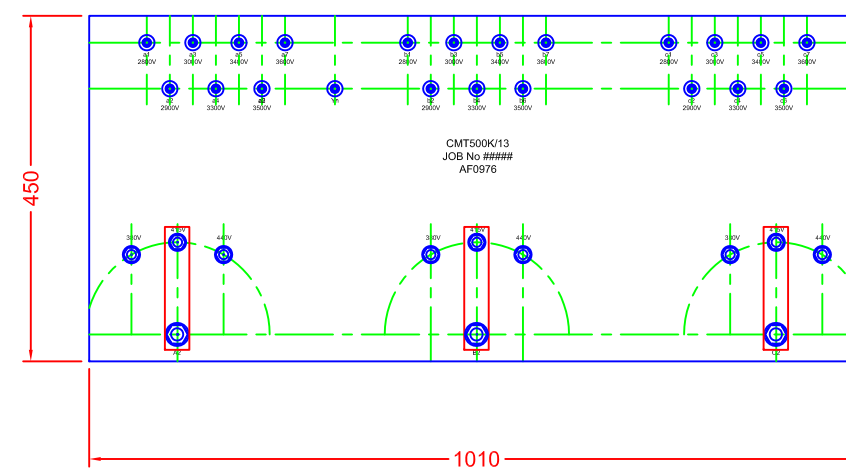 a1 a3 a5 a7 b1 b3 b5 b7 c1 c3 c5 c7
2800V 3000V 3400V 3600V 2800V 3000V 3400V 3600V 2800V 3000V 3400V 3600V
a2 a4 Yn b2 b4 b6 c2 c4
2900V 3300V 3500V 2900V 3300V 3500V 2900V 3300V 3500V
CMT500K/13
JOB No #####
AF0976
450
415V 415V 415V
380V 440V 380V 440V 380V 440V
A2 B2 C2
1010